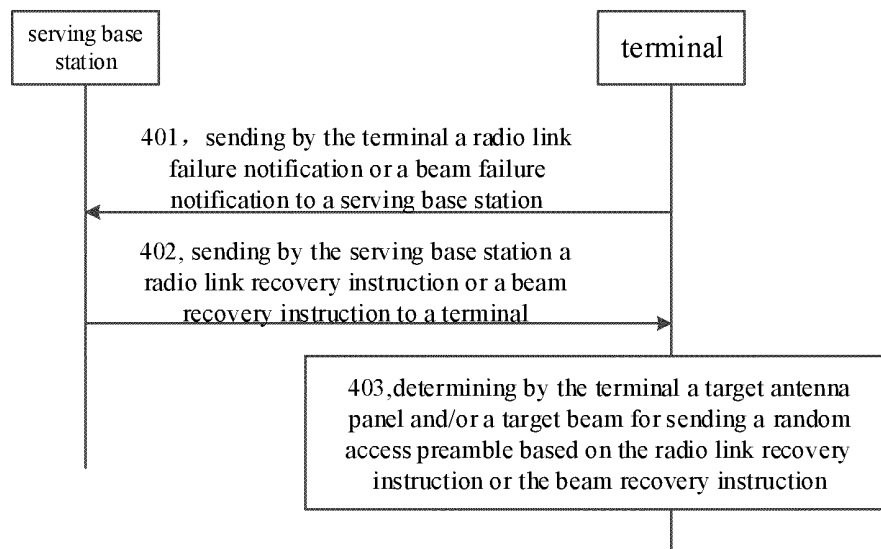 serving base
station
terminal
401，sending by the terminal a radio link
failure notification or a beam failure
notification to a serving base station
402, sending by the serving base station a
radio link recovery instruction or a beam
recovery instruction to a terminal
403,determining by the terminal a target antenna
panel and/or a target beam for sending a random
access preamble based on the radio link recovery
instruction or the beam recovery instruction